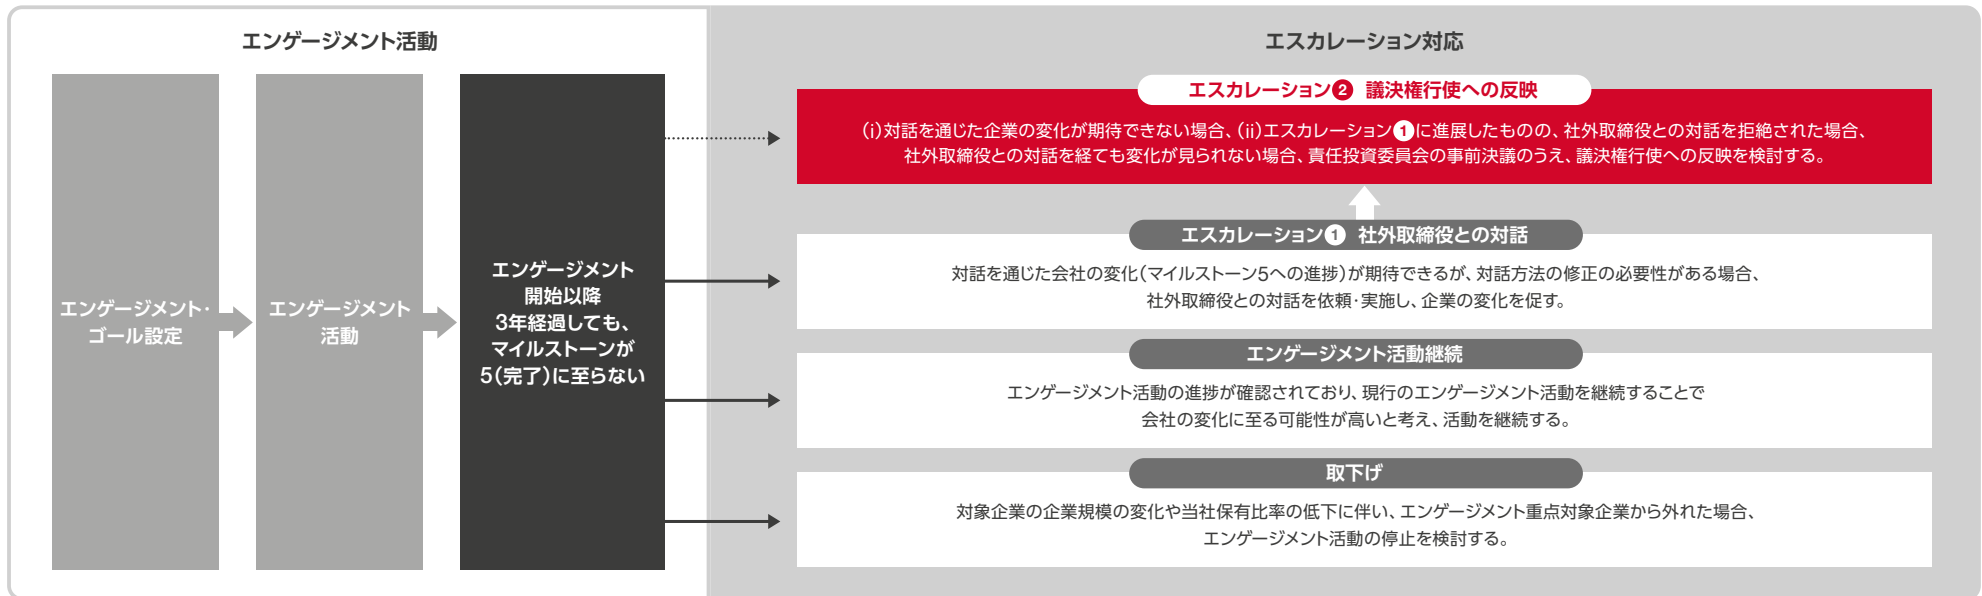 エンゲージメント活動
エンゲージメント・
ゴール設定
エンゲージメント
活動
エンゲージメント
開始以降
3年経過しても、
マイルストーンが
5(完了)に至らない
エスカレーション対応
エスカレーション❷ 議決権行使への反映
(i)対話を通じた企業の変化が期待できない場合、(ii)エスカレーション❶に進展したものの、社外取締役との対話を拒絶された場合、
社外取締役との対話を経ても変化が見られない場合、責任投資委員会の事前決議のうえ、議決権行使への反映を検討する。
エスカレーション❶ 社外取締役との対話
対話を通じた会社の変化(マイルストーン5への進捗)が期待できるが、対話方法の修正の必要性がある場合、
社外取締役との対話を依頼・実施し、企業の変化を促す。
エンゲージメント活動継続
エンゲージメント活動の進捗が確認されており、現行のエンゲージメント活動を継続することで
会社の変化に至る可能性が高いと考え、活動を継続する。
取下げ
対象企業の企業規模の変化や当社保有比率の低下に伴い、エンゲージメント重点対象企業から外れた場合、
エンゲージメント活動の停止を検討する。